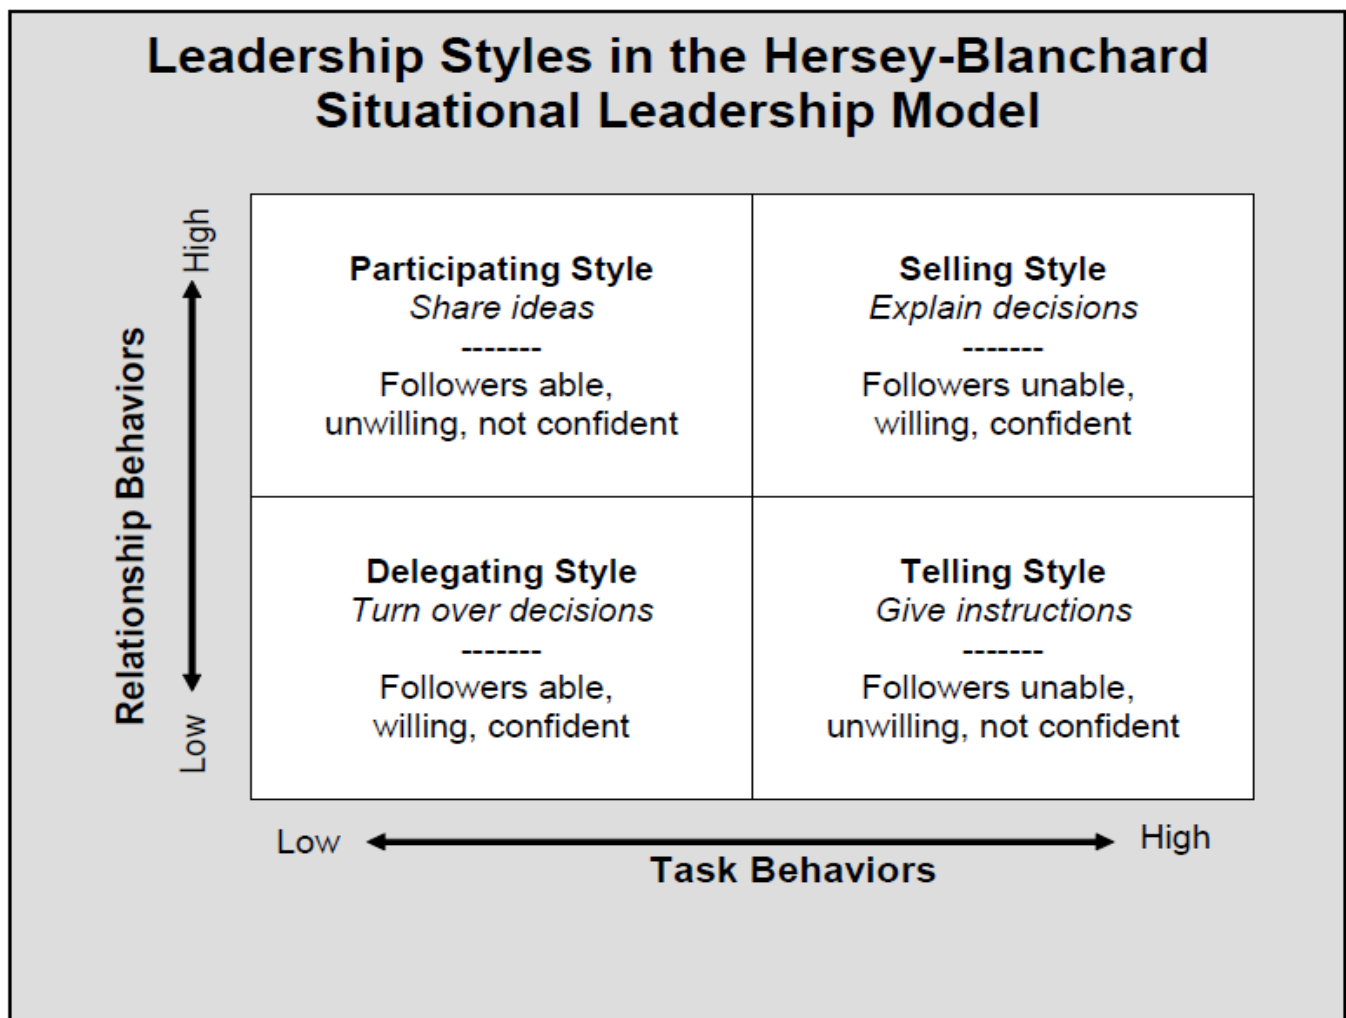 Leadership Styles in the Hersey-Blanchard
Situational Leadership Model
High
Relationship Behaviors
Low
Participating Style
Share ideas
-------
Followers able,
unwilling, not confident
Selling Style
Explain decisions
-------
Followers unable,
willing, confident
Delegating Style
Turn over decisions
-------
Followers able,
willing, confident
Telling Style
Give instructions
-------
Followers unable,
unwilling, not confident
Low
High
Task Behaviors